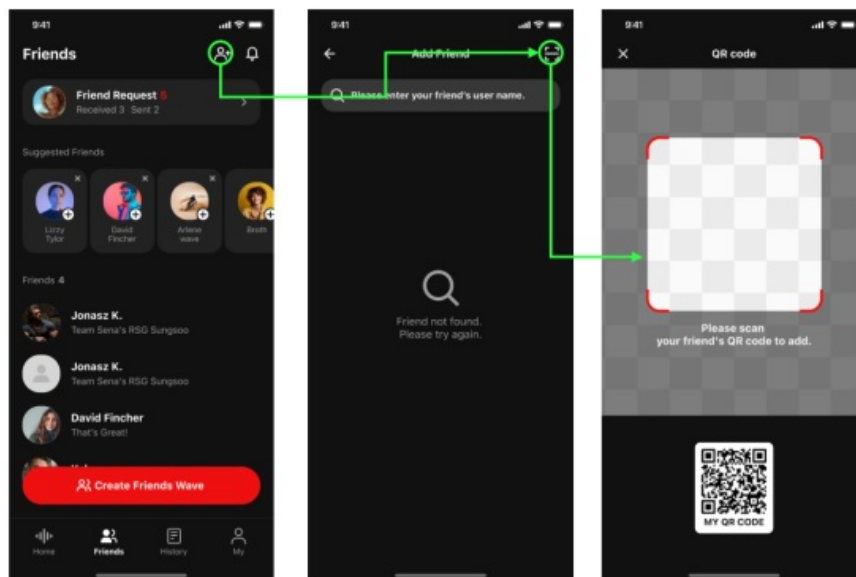 9:41
Friends
Friend Request 5
Received 3 Sent 2
Suggested Friends
Lizzy
Tylor
David
Fincher
Arlene
wave
Broth
Friends 4
Jonasz K.
Team Sena's RSG Sungsoo
Jonasz K.
Team Sena's RSG Sungsoo
David Fincher
That's Great!
Create Friends Wave
Home
Friends
History
My
9:41
Add Friend
Please enter your friend's user name.
Friend not found.
Please try again.
9:41
QR code
Please scan
your friend's QR code to add.
MY QR CODE